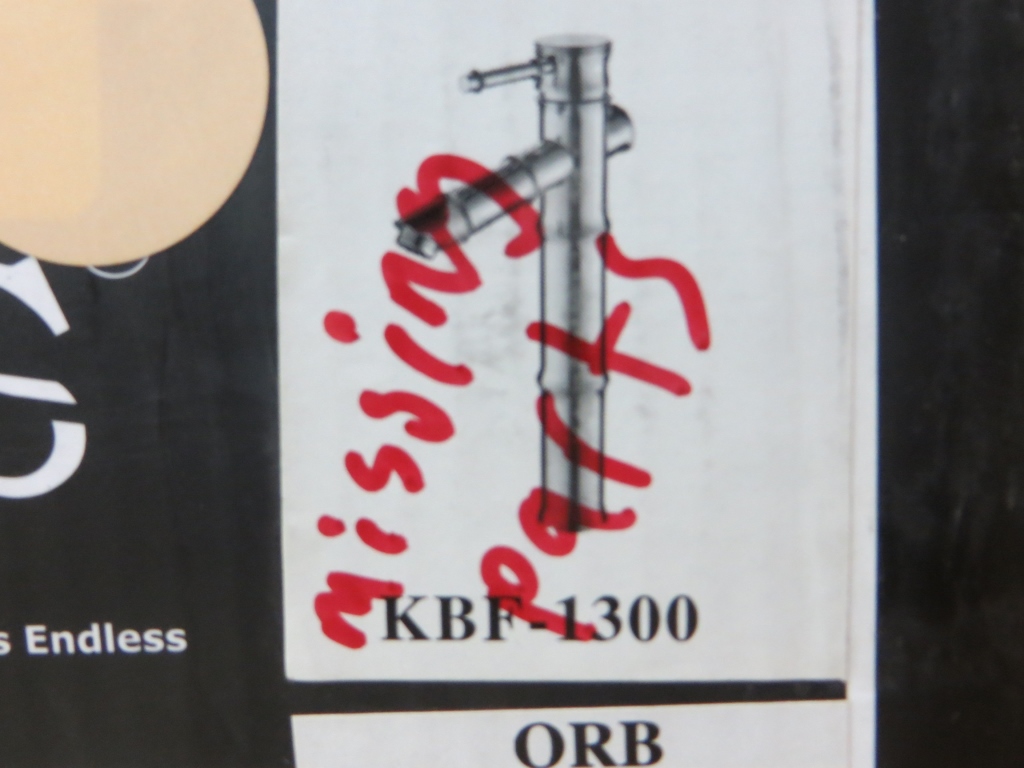 missing
parts
KBF-1300
s Endless
ORB